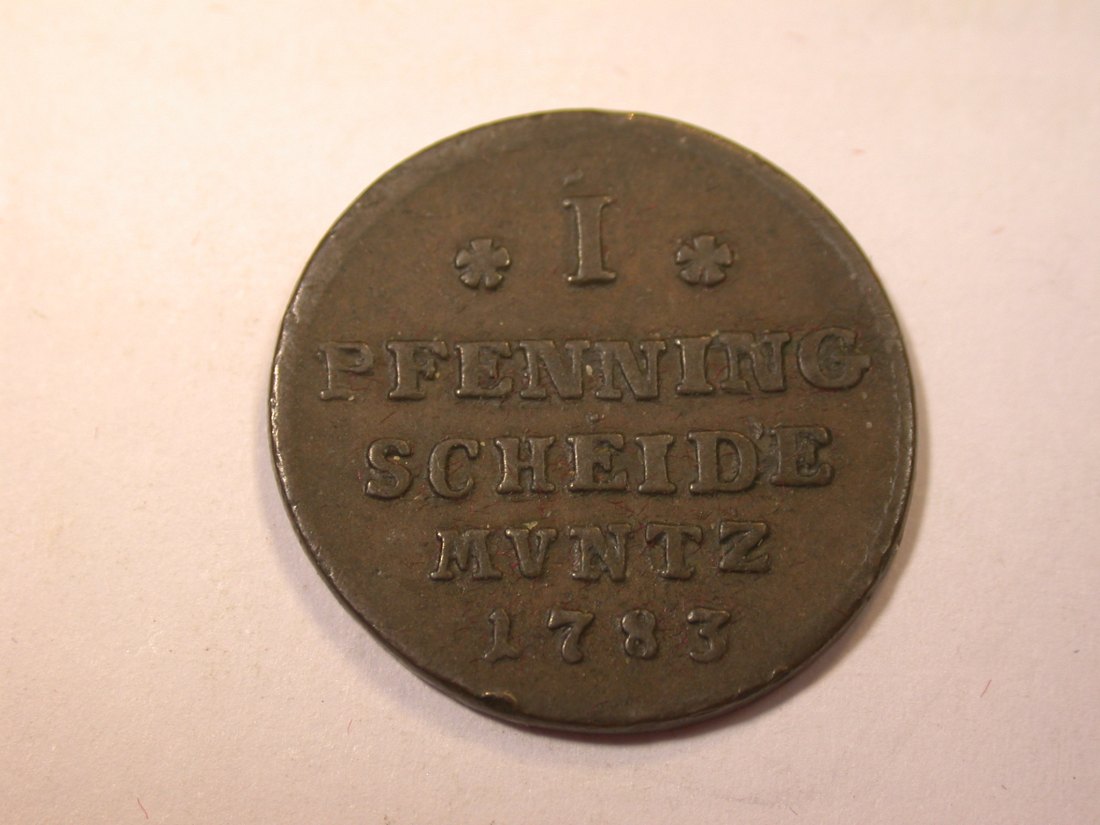 I
PFENNING
SCHEIDE
MVNTZ
1783